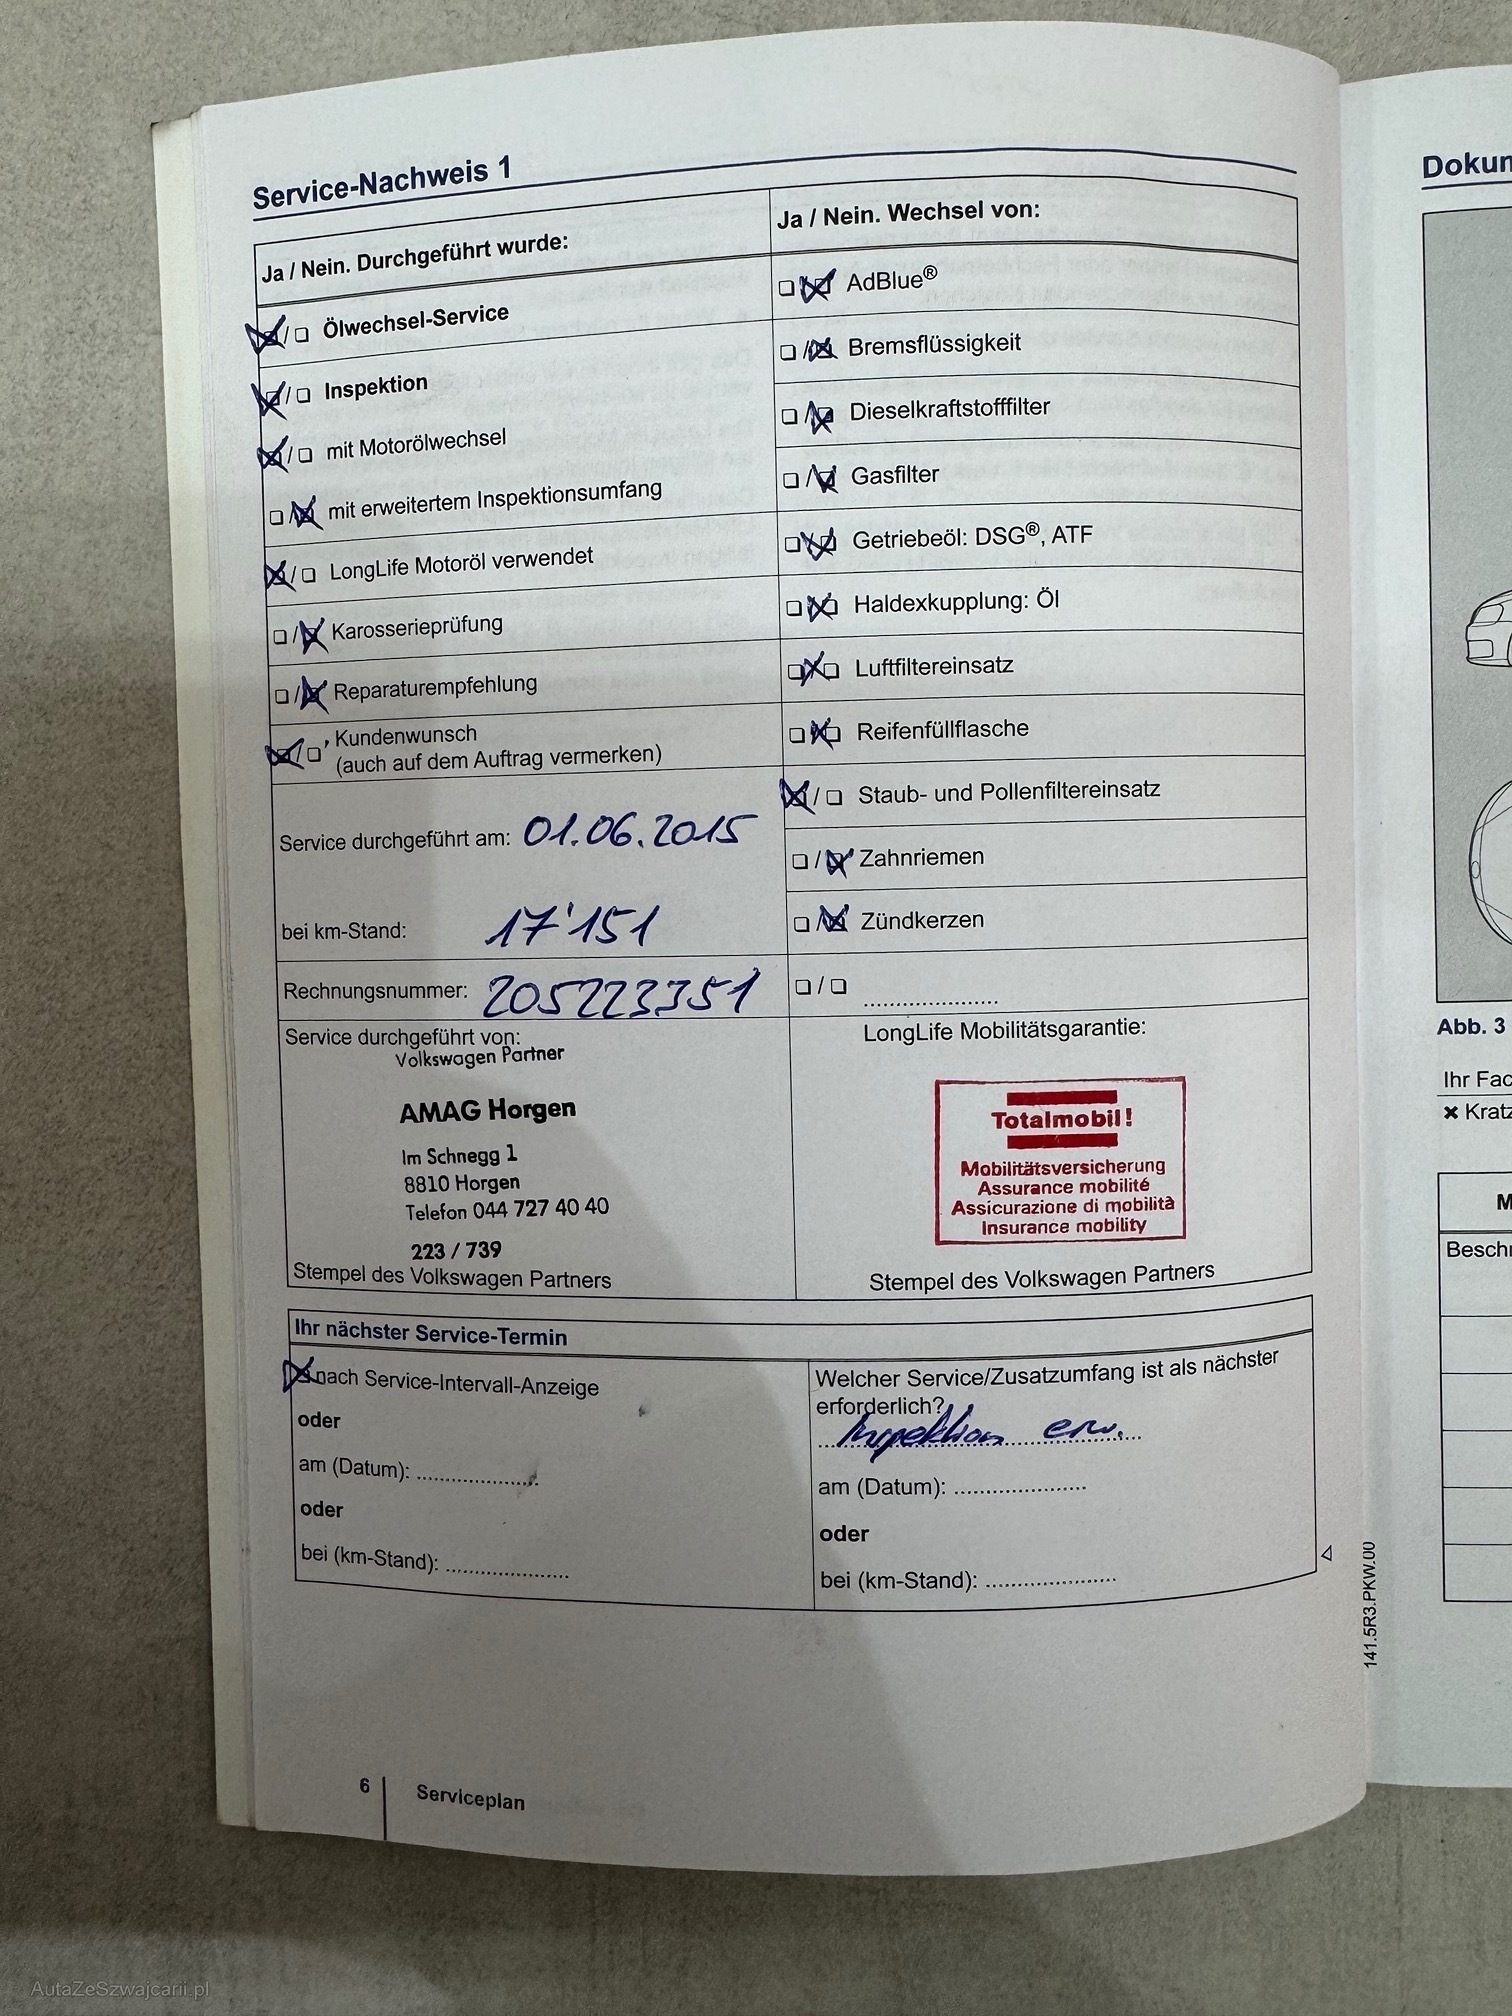 Service-Nachweis 1
Ja / Nein. Durchgeführt wurde:
☒/☐ Ölwechsel-Service
☒/☐ Inspektion
☒/☐ mit Motorölwechsel
☐/☒ mit erweitertem Inspektionsumfang
☒/☐ LongLife Motoröl verwendet
☐/☒ Karosserieprüfung
☐/☒ Reparaturempfehlung
☒/☐ Kundenwunsch
(auch auf dem Auftrag vermerken)
Service durchgeführt am: 01.06.2015
bei km-Stand: 17'151
Rechnungsnummer: 205223351
Service durchgeführt von:
Volkswagen Partner
AMAG Horgen
Im Schnegg 1
8810 Horgen
Telefon 044 727 40 40
223 / 739
Stempel des Volkswagen Partners
Ja / Nein. Wechsel von:
☐/☒ AdBlue®
☐/☒ Bremsflüssigkeit
☐/☒ Dieselkraftstofffilter
☐/☒ Gasfilter
☐/☒ Getriebeöl: DSG®, ATF
☐/☒ Haldexkupplung: Öl
☐/☒ Luftfiltereinsatz
☐/☒ Reifenfüllflasche
☒/☐ Staub- und Pollenfiltereinsatz
☐/☒ Zahnriemen
☐/☒ Zündkerzen
☐/☐ ......................
LongLife Mobilitätsgarantie:
Totalmobil!
Mobilitätsversicherung
Assurance mobilité
Assicurazione di mobilità
Insurance mobility
Stempel des Volkswagen Partners
Ihr nächster Service-Termin
☒ nach Service-Intervall-Anzeige
oder
am (Datum): ....................
oder
bei (km-Stand): ....................
Welcher Service/Zusatzumfang ist als nächster
erforderlich?
Inspektion erw.
am (Datum): ......................
oder
bei (km-Stand): ......................
141.5R3.PKW.00
6 Serviceplan
Dokum
Abb. 3
Ihr Fac
✖ Kratz
M
Beschr
AutaZeSzwajcarii.pl